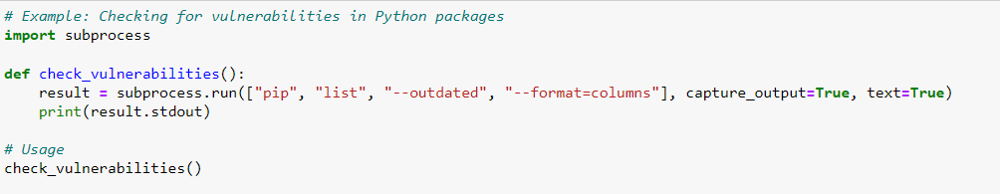 # Example: Checking for vulnerabilities in Python packages
import subprocess
def check_vulnerabilities():
    result = subprocess.run(["pip", "list", "--outdated", "--format=columns"], capture_output=True, text=True)
    print(result.stdout)
# Usage
check_vulnerabilities()